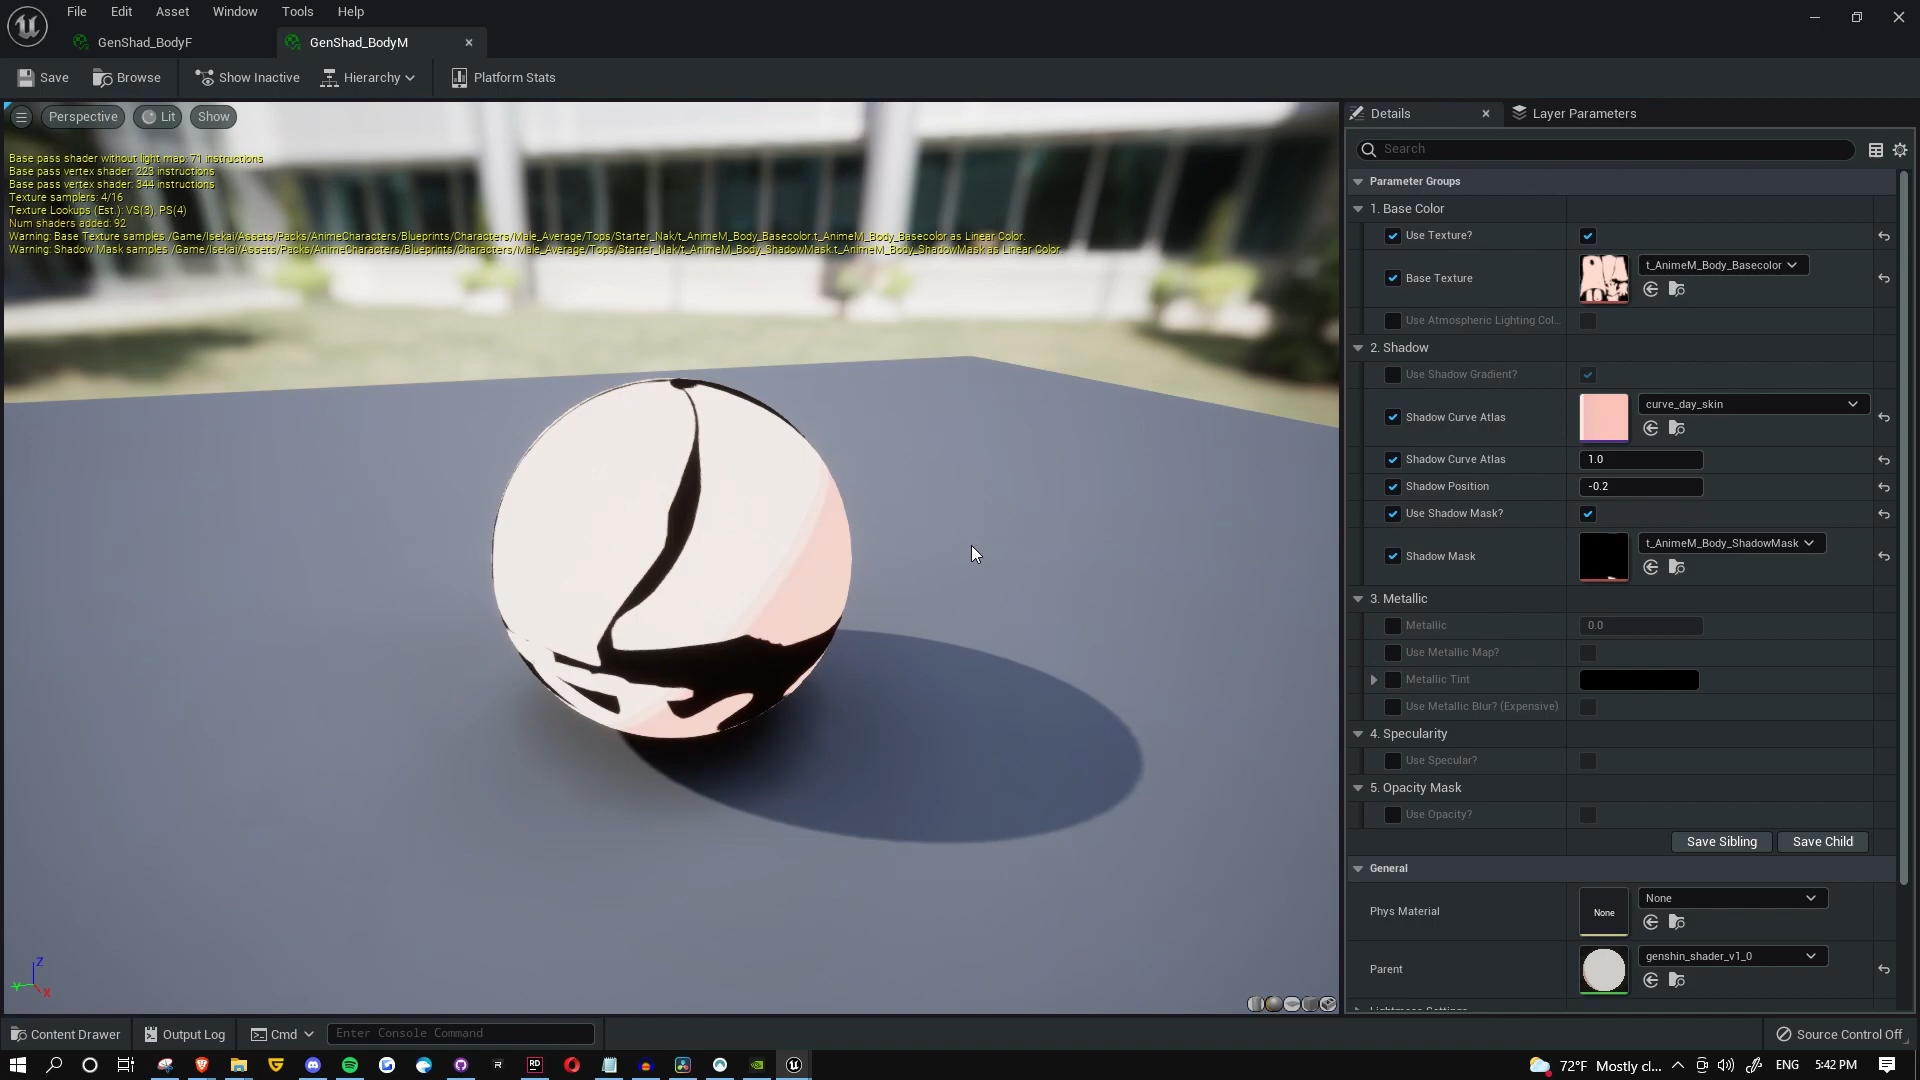 File Edit Asset Window Tools Help
GenShad_BodyF
GenShad_BodyM
Save Browse Show Inactive Hierarchy Platform Stats
Perspective Lit Show
Base pass shader without light map: 71 instructions
Base pass vertex shader: 223 instructions
Base pass vertex shader: 344 instructions
Texture samplers: 4/16
Texture Lookups (Est.): VS(3), PS(4)
Num shaders added: 92
Warning: Base Texture samples /Game/Isekai/Assets/Packs/AnimeCharacters/Blueprints/Characters/Male_Average/Tops/Starter_Nak/t_AnimeM_Body_Basecolor.t_AnimeM_Body_Basecolor as Linear Color.
Warning: Shadow Mask samples /Game/Isekai/Assets/Packs/AnimeCharacters/Blueprints/Characters/Male_Average/Tops/Starter_Nak/t_AnimeM_Body_ShadowMask.t_AnimeM_Body_ShadowMask as Linear Color.
Z
Y
X
Details Layer Parameters
Search
Parameter Groups
1. Base Color
Use Texture?
Base Texture t_AnimeM_Body_Basecolor
Use Atmospheric Lighting Col...
2. Shadow
Use Shadow Gradient?
Shadow Curve Atlas curve_day_skin
Shadow Curve Atlas 1.0
Shadow Position -0.2
Use Shadow Mask?
Shadow Mask t_AnimeM_Body_ShadowMask
3. Metallic
Metallic 0.0
Use Metallic Map?
Metallic Tint
Use Metallic Blur? (Expensive)
4. Specularity
Use Specular?
5. Opacity Mask
Use Opacity?
Save Sibling Save Child
General
Phys Material None None
Parent genshin_shader_v1_0
Content Drawer Output Log Cmd Enter Console Command Source Control Off
72°F Mostly cl... ENG 5:42 PM